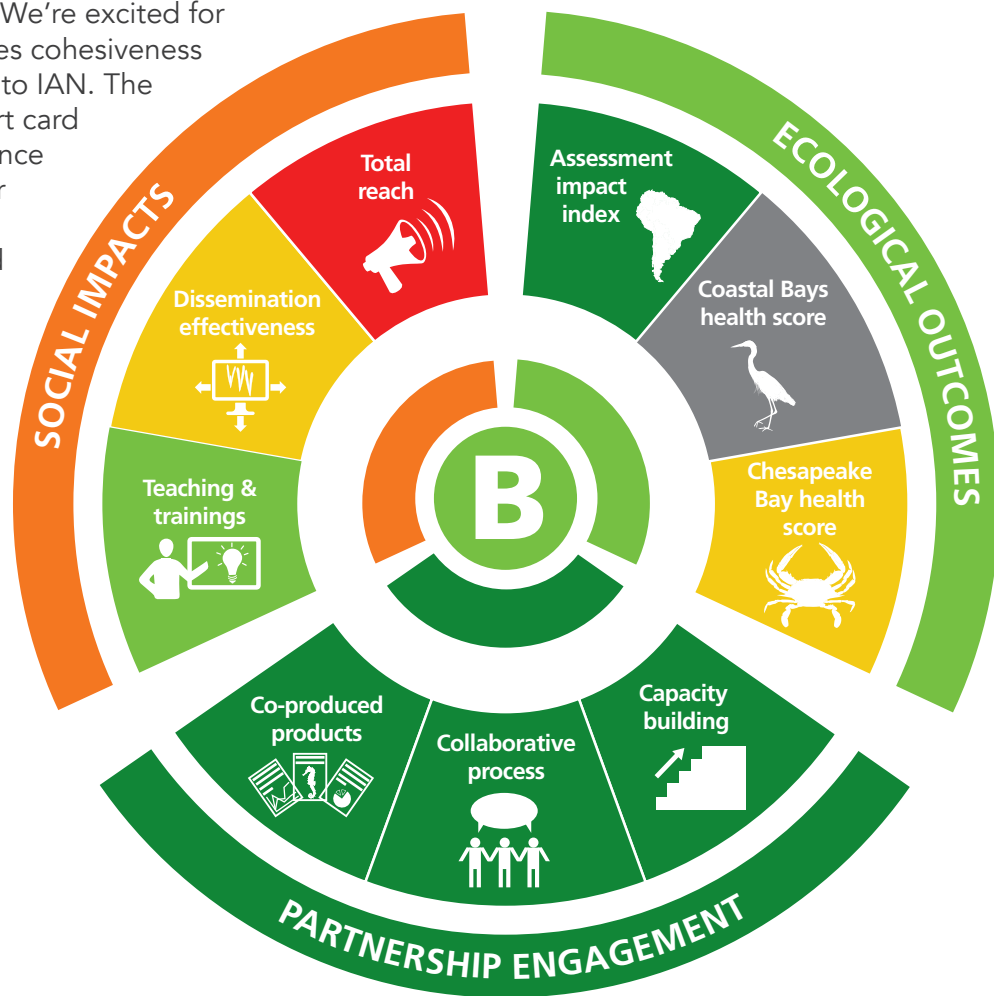 We're excited for
es cohesiveness
to IAN. The
rt card
nce
r
d
SOCIAL IMPACTS
Total
reach
Dissemination
effectiveness
Teaching &
trainings
ECOLOGICAL OUTCOMES
Assessment
impact
index
Coastal Bays
health score
Chesapeake
Bay health
score
B
Co-produced
products
Collaborative
process
Capacity
building
PARTNERSHIP ENGAGEMENT